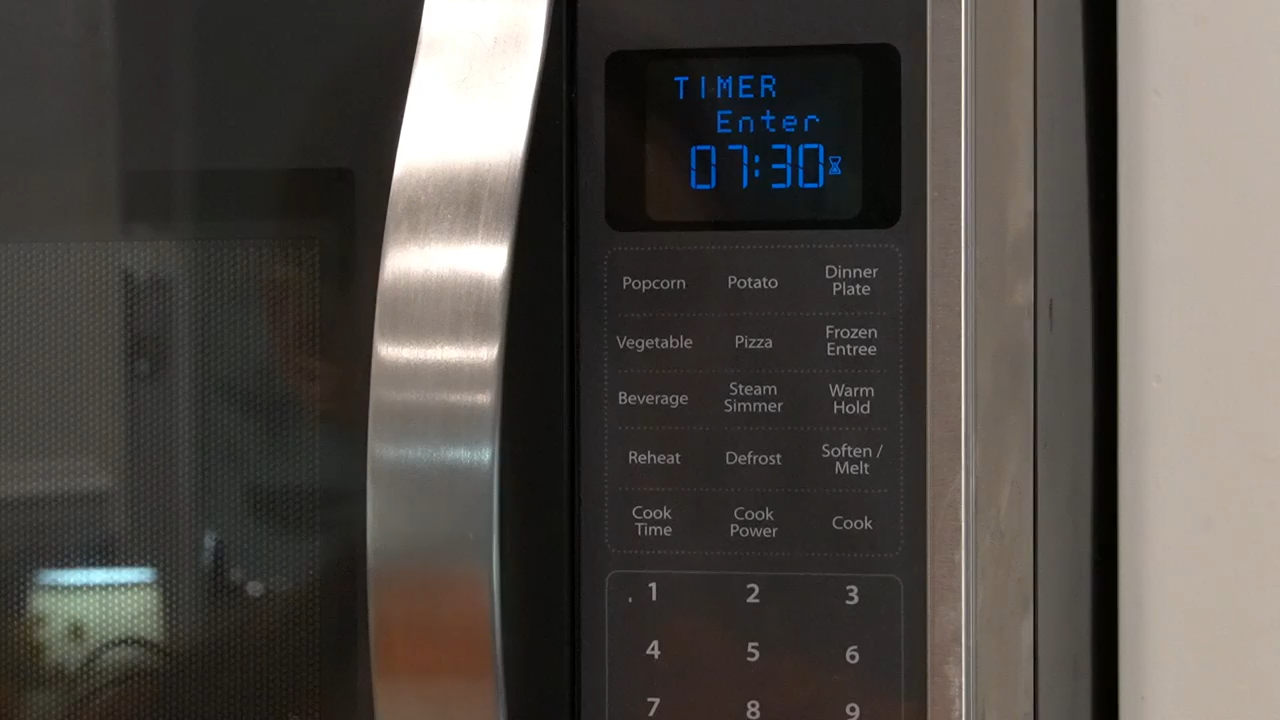 TIMER
Enter
07:30
Popcorn Potato Dinner Plate
Vegetable Pizza Frozen Entree
Beverage Steam Simmer Warm Hold
Reheat Defrost Soften / Melt
Cook Time Cook Power Cook
1 2 3
4 5 6
7 8 9